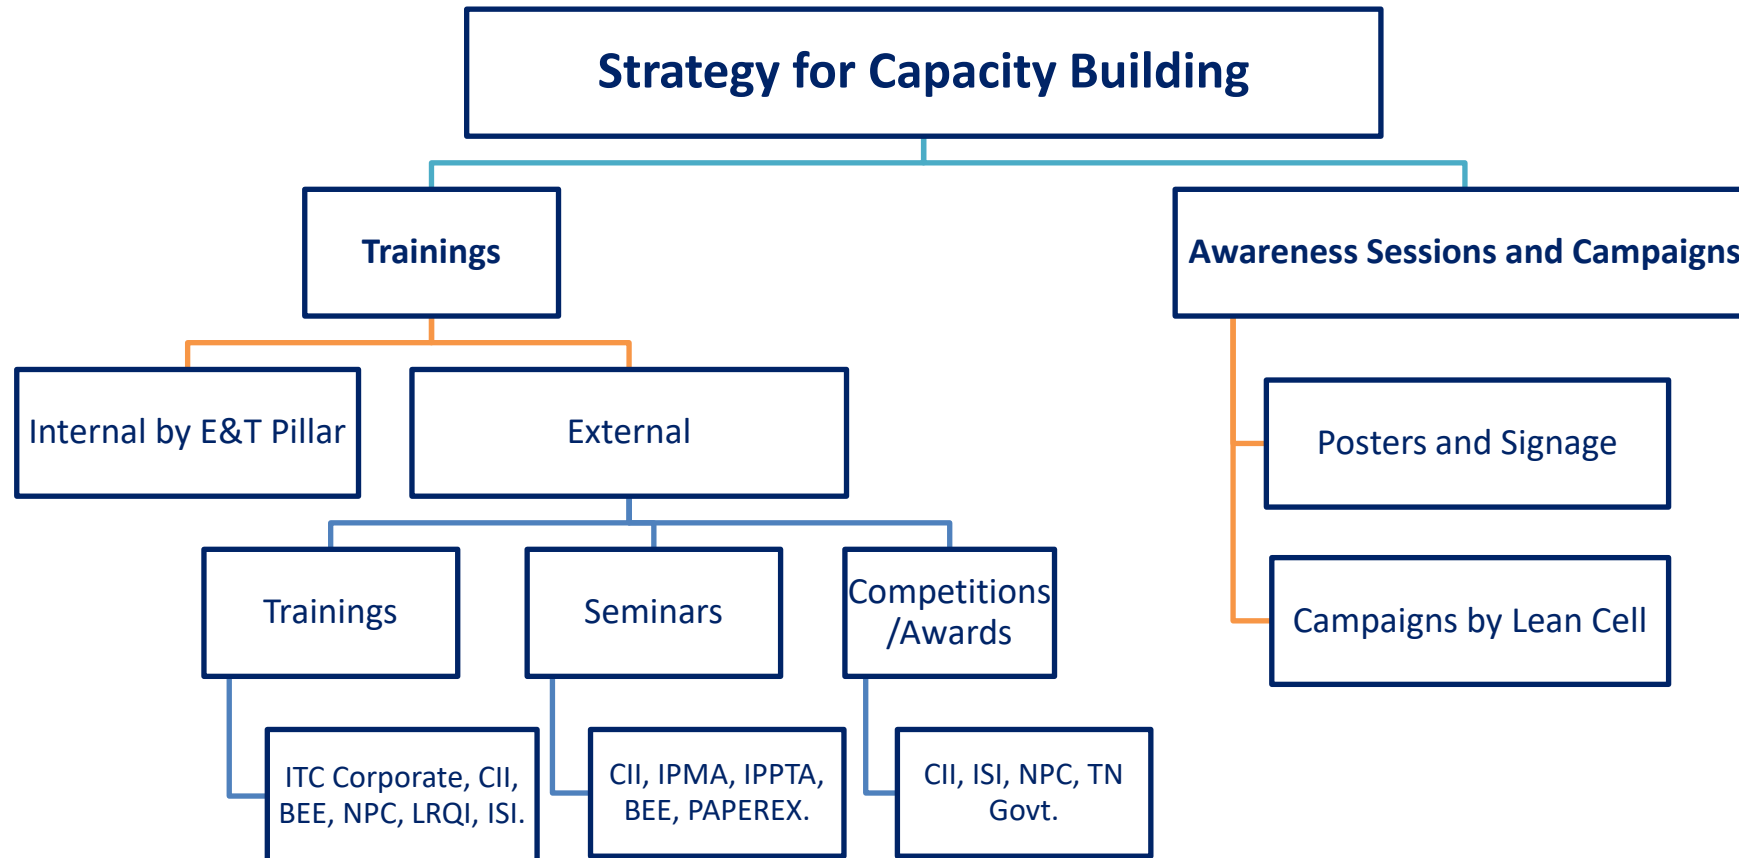 Strategy for Capacity Building
Trainings
Awareness Sessions and Campaigns
Internal by E&T Pillar
External
Posters and Signage
Trainings
Seminars
Competitions
/Awards
Campaigns by Lean Cell
ITC Corporate, CII,
BEE, NPC, LRQI, ISI.
CII, IPMA, IPPTA,
BEE, PAPEREX.
CII, ISI, NPC, TN
Govt.